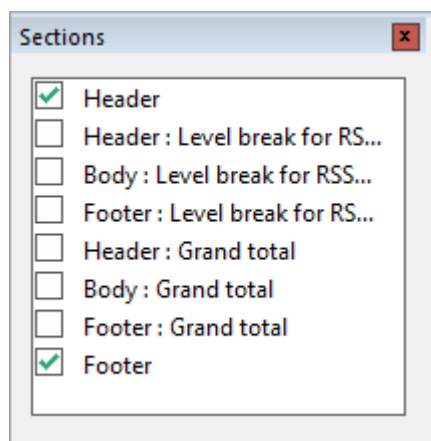 Sections
Header
Header : Level break for RS...
Body : Level break for RSS...
Footer : Level break for RS...
Header : Grand total
Body : Grand total
Footer : Grand total
Footer